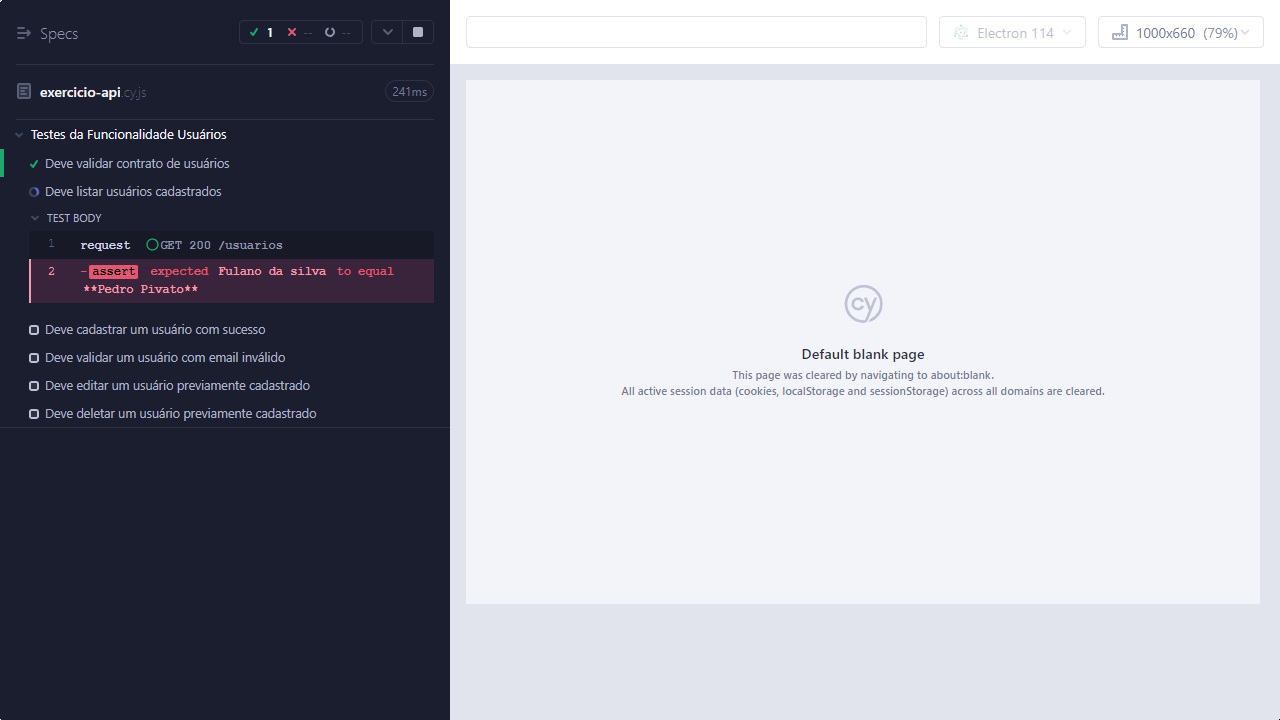 Specs
1 -- --
Electron 114
1000x660 (79%)
exercicio-api.cy.js
241ms
Testes da Funcionalidade Usuários
Deve validar contrato de usuários
Deve listar usuários cadastrados
TEST BODY
1 request GET 200 /usuarios
2 -assert expected Fulano da silva to equal
**Pedro Pivato**
Deve cadastrar um usuário com sucesso
Deve validar um usuário com email inválido
Deve editar um usuário previamente cadastrado
Deve deletar um usuário previamente cadastrado
cy
Default blank page
This page was cleared by navigating to about:blank.
All active session data (cookies, localStorage and sessionStorage) across all domains are cleared.